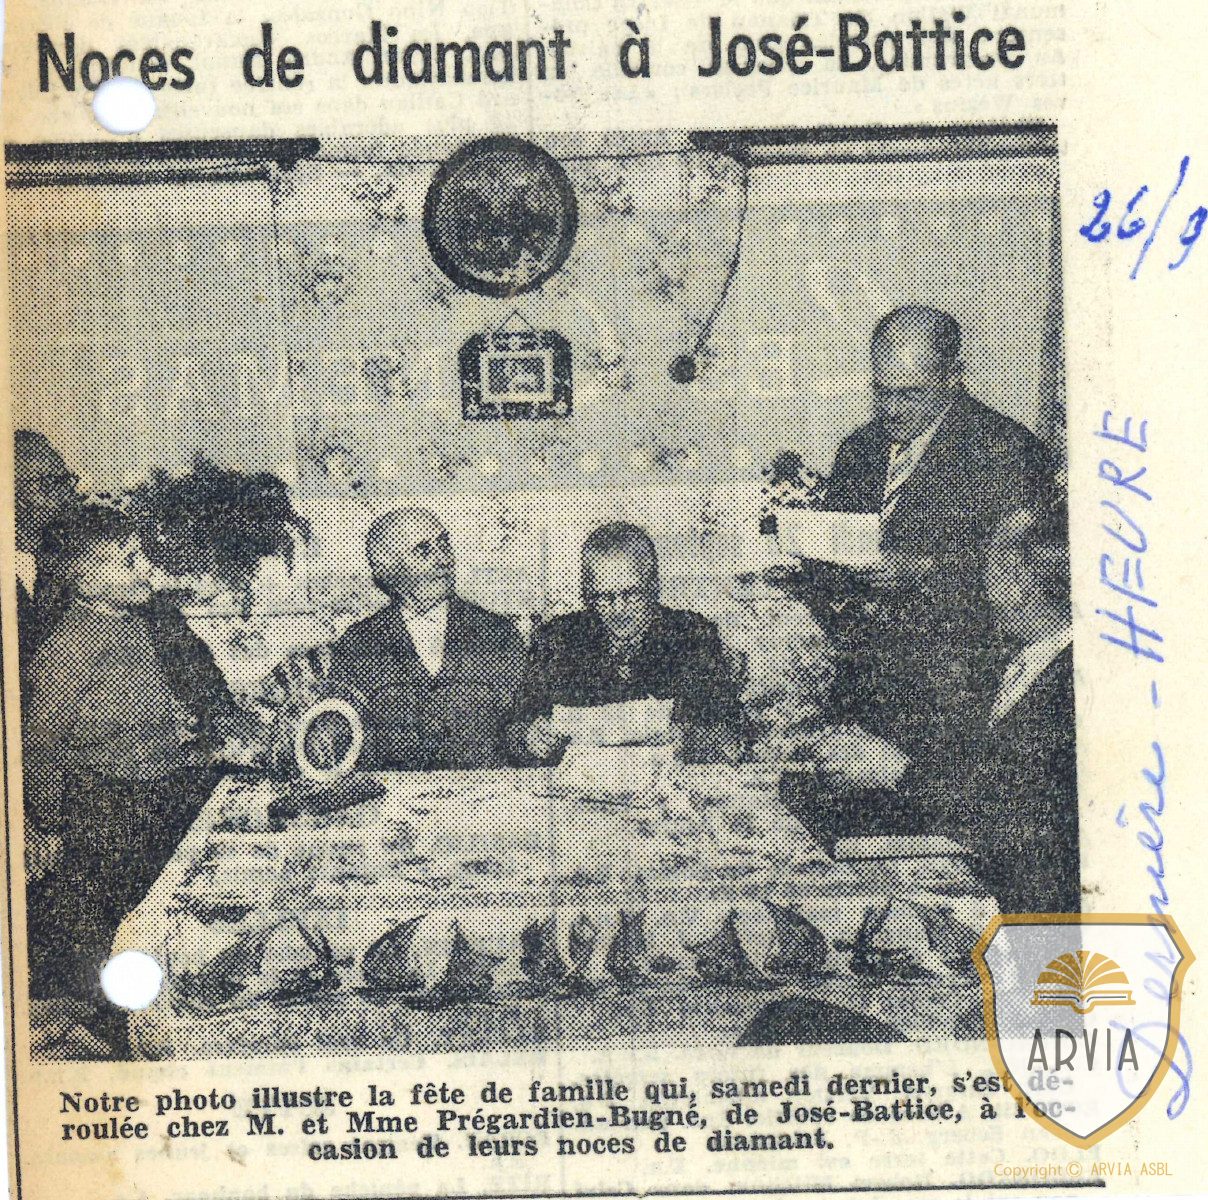 Noces de diamant à José-Battice
26/9
Dernière-HEURE
Notre photo illustre la fête de famille qui, samedi dernier, s'est dé-
roulée chez M. et Mme Prégardien-Bugné, de José-Battice, à l'oc-
casion de leurs noces de diamant.
ARVIA
Copyright © ARVIA ASBL